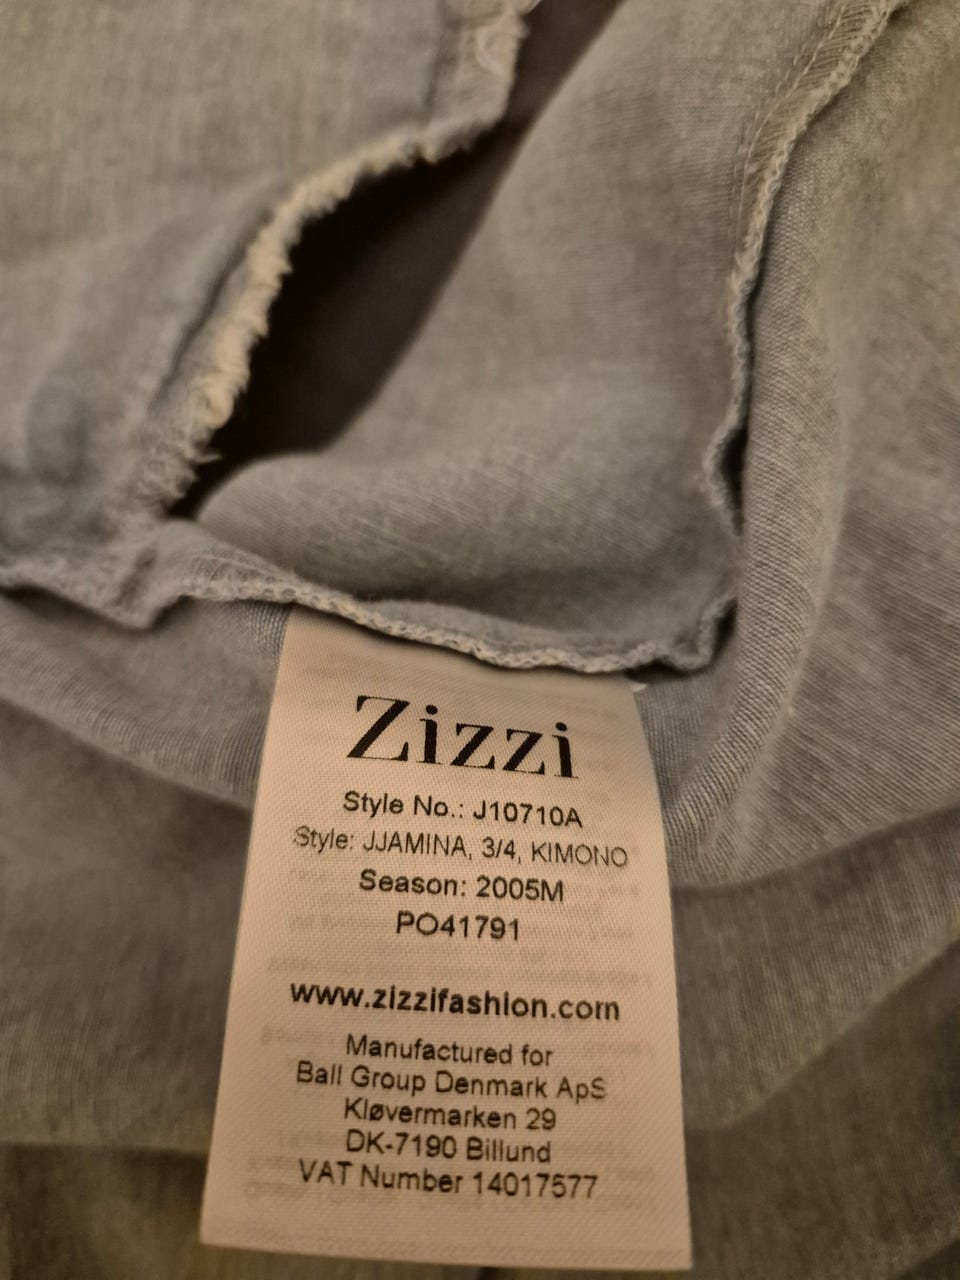 Zizzi
Style No.: J10710A
Style: JJAMINA, 3/4, KIMONO
Season: 2005M
PO41791
www.zizzifashion.com
Manufactured for
Ball Group Denmark ApS
Kløvermarken 29
DK-7190 Billund
VAT Number 14017577